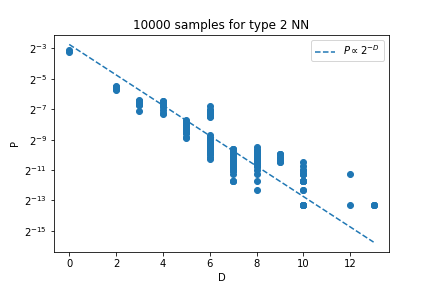 10000 samples for type 2 NN
P ∝ 2^{-D}
P
2^{-3}
2^{-5}
2^{-7}
2^{-9}
2^{-11}
2^{-13}
2^{-15}
0 2 4 6 8 10 12
D